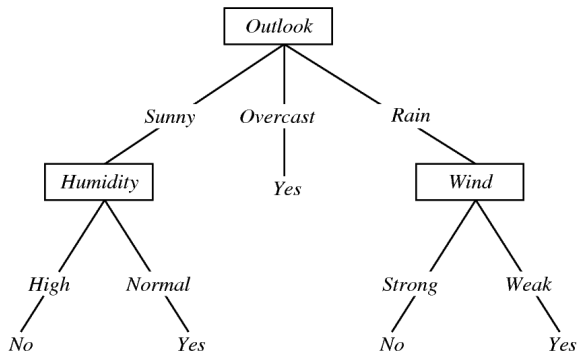 Outlook
Sunny Overcast Rain
Humidity Yes Wind
High Normal Strong Weak
No Yes No Yes